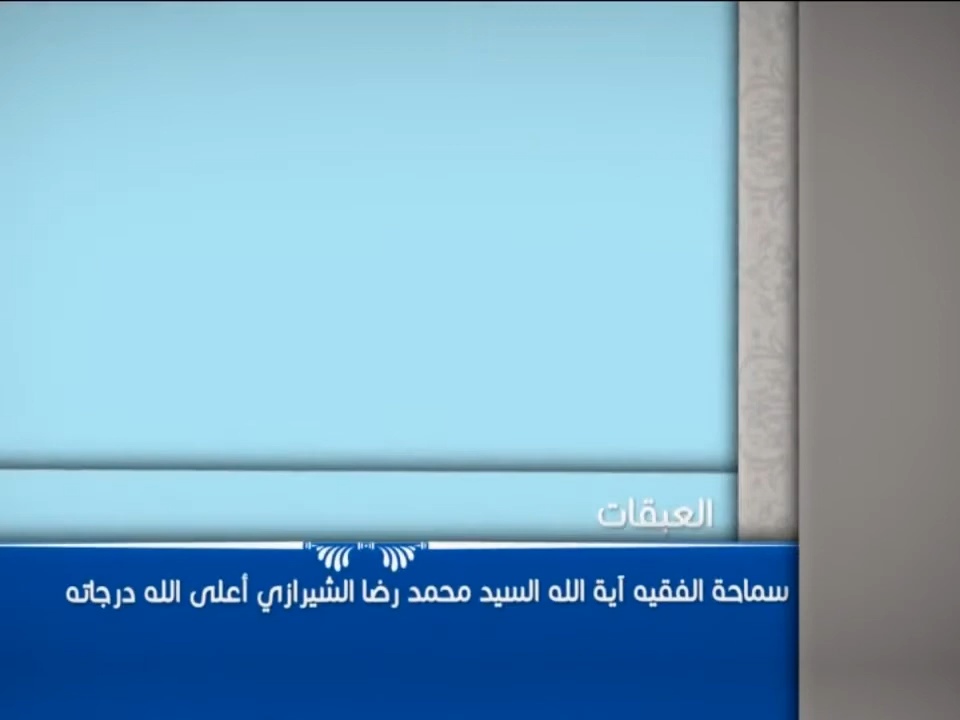 العبقات
سماحة الفقيه آية الله السيد محمد رضا الشيرازي أعلى الله درجاته